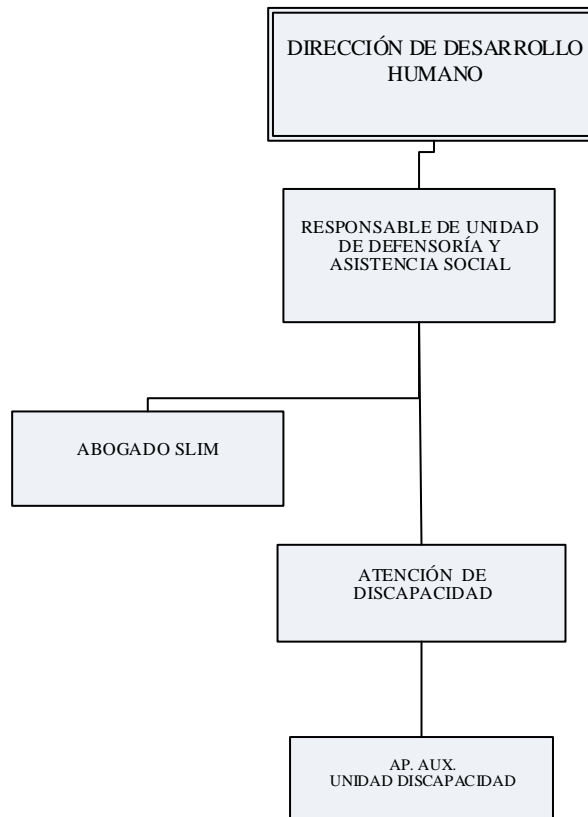 DIRECCIÓN DE DESARROLLO
HUMANO
RESPONSABLE DE UNIDAD
DE DEFENSORÍA Y
ASISTENCIA SOCIAL
ABOGADO SLIM
ATENCIÓN DE
DISCAPACIDAD
AP. AUX.
UNIDAD DISCAPACIDAD